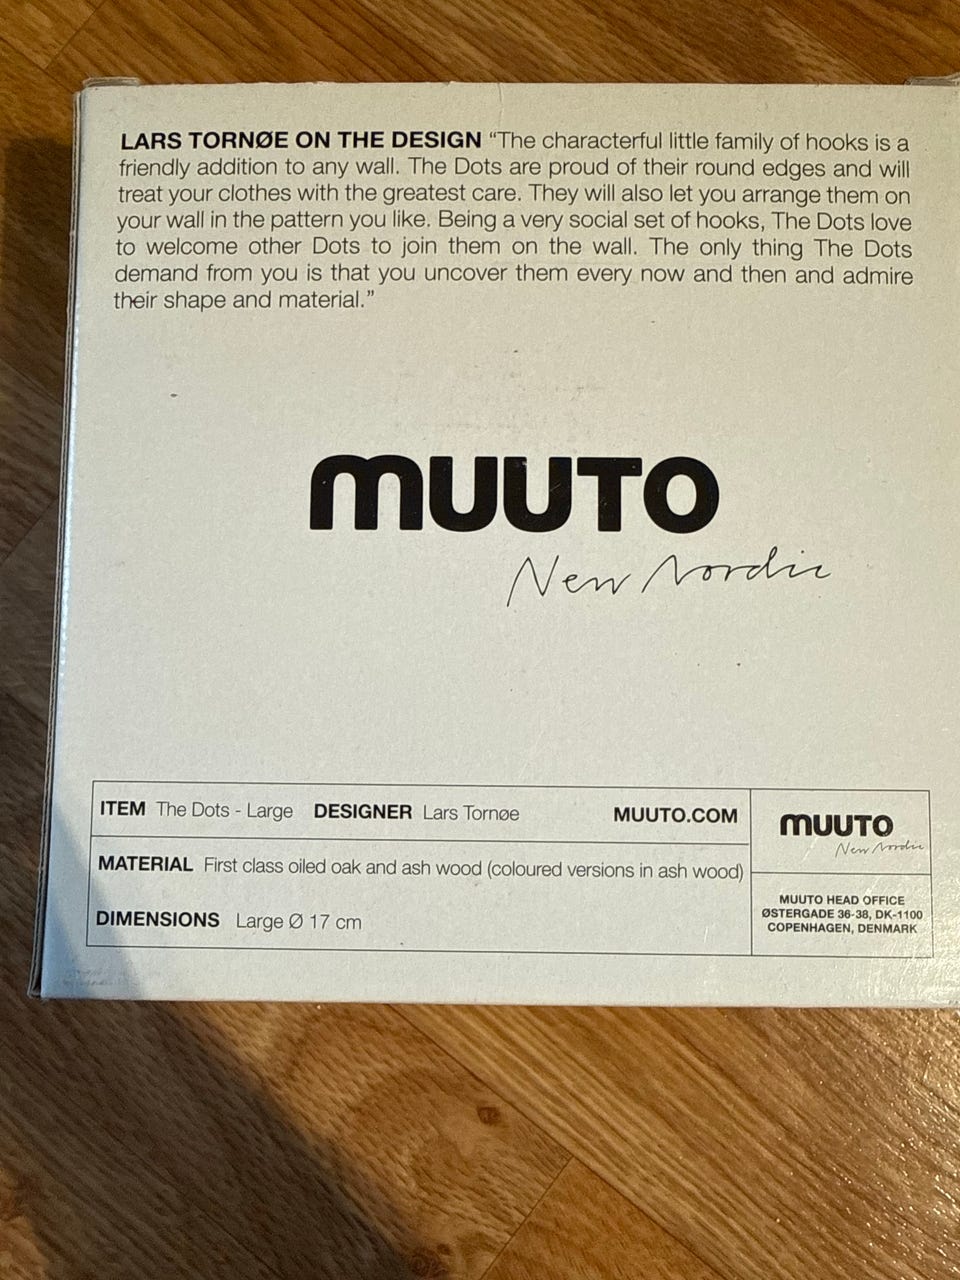 LARS TORNØE ON THE DESIGN “The characterful little family of hooks is a
friendly addition to any wall. The Dots are proud of their round edges and will
treat your clothes with the greatest care. They will also let you arrange them on
your wall in the pattern you like. Being a very social set of hooks, The Dots love
to welcome other Dots to join them on the wall. The only thing The Dots
demand from you is that you uncover them every now and then and admire
their shape and material.”
MUUTO
New Nordic
ITEM The Dots - Large DESIGNER Lars Tornøe MUUTO.COM
MATERIAL First class oiled oak and ash wood (coloured versions in ash wood)
DIMENSIONS Large Ø 17 cm
MUUTO
New Nordic
MUUTO HEAD OFFICE
ØSTERGADE 36-38, DK-1100
COPENHAGEN, DENMARK